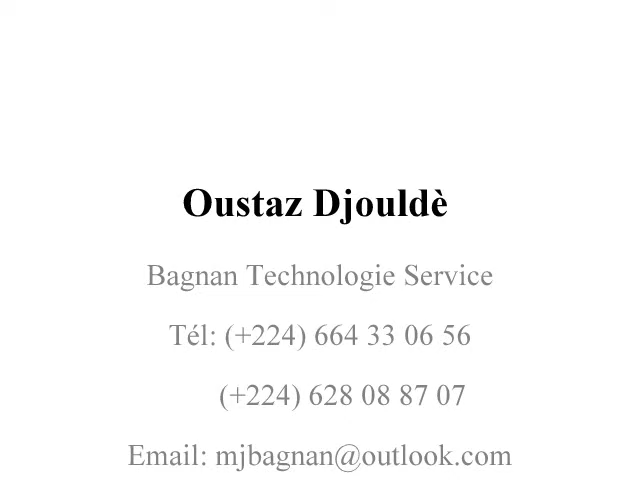 Oustaz Djouldè
Bagnan Technologie Service
Tél: (+224) 664 33 06 56
(+224) 628 08 87 07
Email: mjbagnan@outlook.com